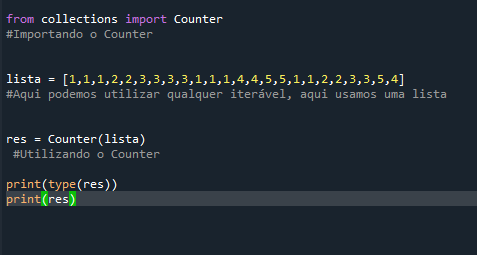 from collections import Counter
#Importando o Counter
lista = [1,1,1,2,2,3,3,3,3,1,1,1,4,4,5,5,1,1,2,2,3,3,5,4]
#Aqui podemos utilizar qualquer iterável, aqui usamos uma lista
res = Counter(lista)
#Utilizando o Counter
print(type(res))
print(res)